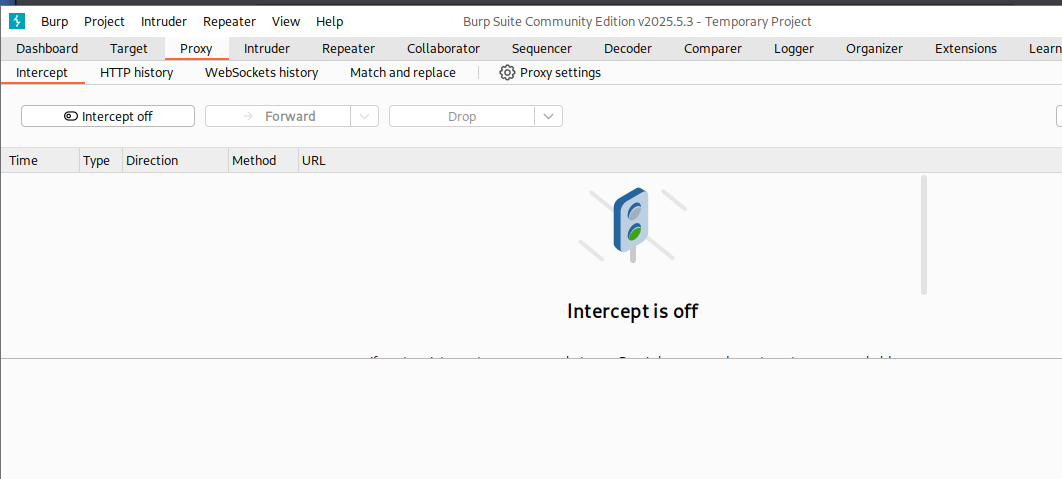 Burp Project Intruder Repeater View Help Burp Suite Community Edition v2025.5.3 - Temporary Project
Dashboard Target Proxy Intruder Repeater Collaborator Sequencer Decoder Comparer Logger Organizer Extensions Learn
Intercept HTTP history WebSockets history Match and replace Proxy settings
Intercept off Forward Drop
Time Type Direction Method URL
Intercept is off